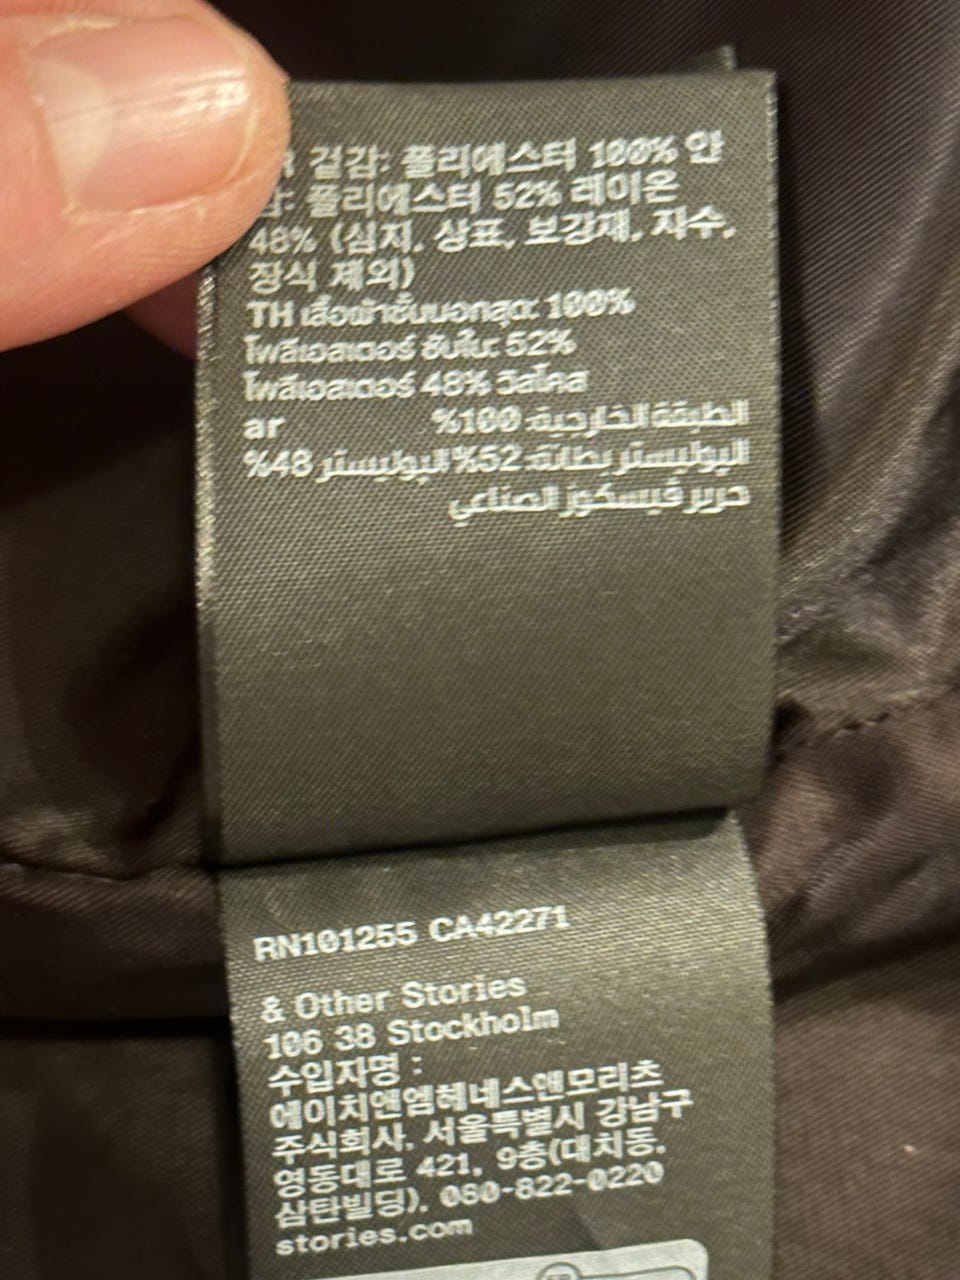 겉감: 폴리에스터 100% 안
감: 폴리에스터 52% 레이온
48% (심지, 상표, 보강재, 자수,
장식 제외)
TH เสื้อผ้าชั้นนอกสุด: 100%
โพลีเอสเตอร์ ซับใน: 52%
โพลีเอสเตอร์ 48% วิสโคส
ar الطبقة الخارجية: 100%
البوليستر بطانة: 52% البوليستر 48%
حرير فيسكوز الصناعي
RN101255 CA42271
& Other Stories
106 38 Stockholm
수입자명 :
에이치앤엠헤네스앤모리츠
주식회사, 서울특별시 강남구
영동대로 421, 9층(대치동,
삼탄빌딩), 080-822-0220
stories.com